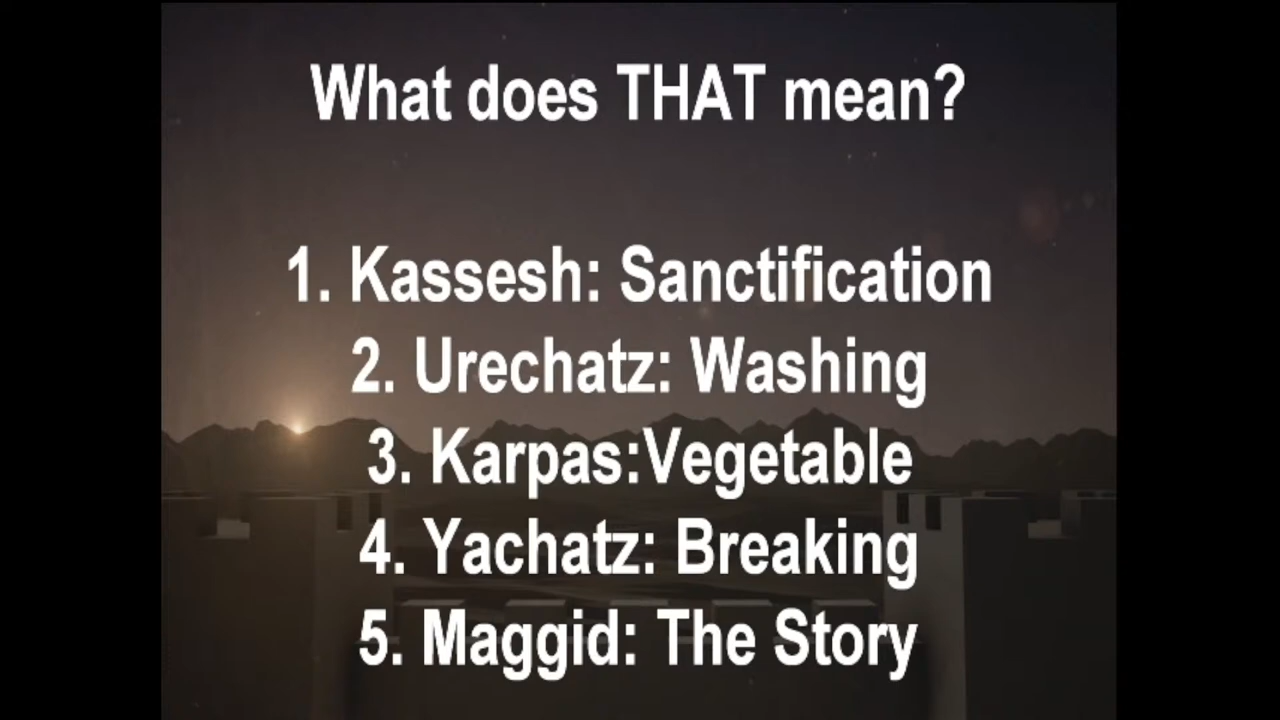 What does THAT mean?
1. Kassesh: Sanctification
2. Urechatz: Washing
3. Karpas:Vegetable
4. Yachatz: Breaking
5. Maggid: The Story